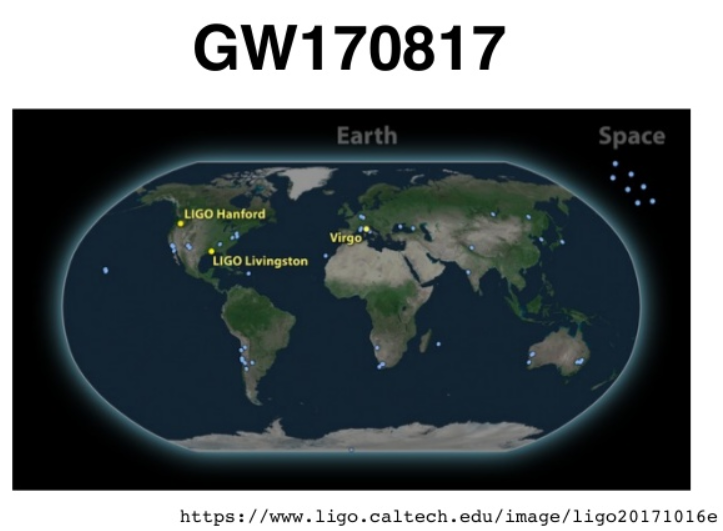 GW170817
Earth
Space
LIGO Hanford
Virgo
LIGO Livingston
https://www.ligo.caltech.edu/image/ligo20171016e